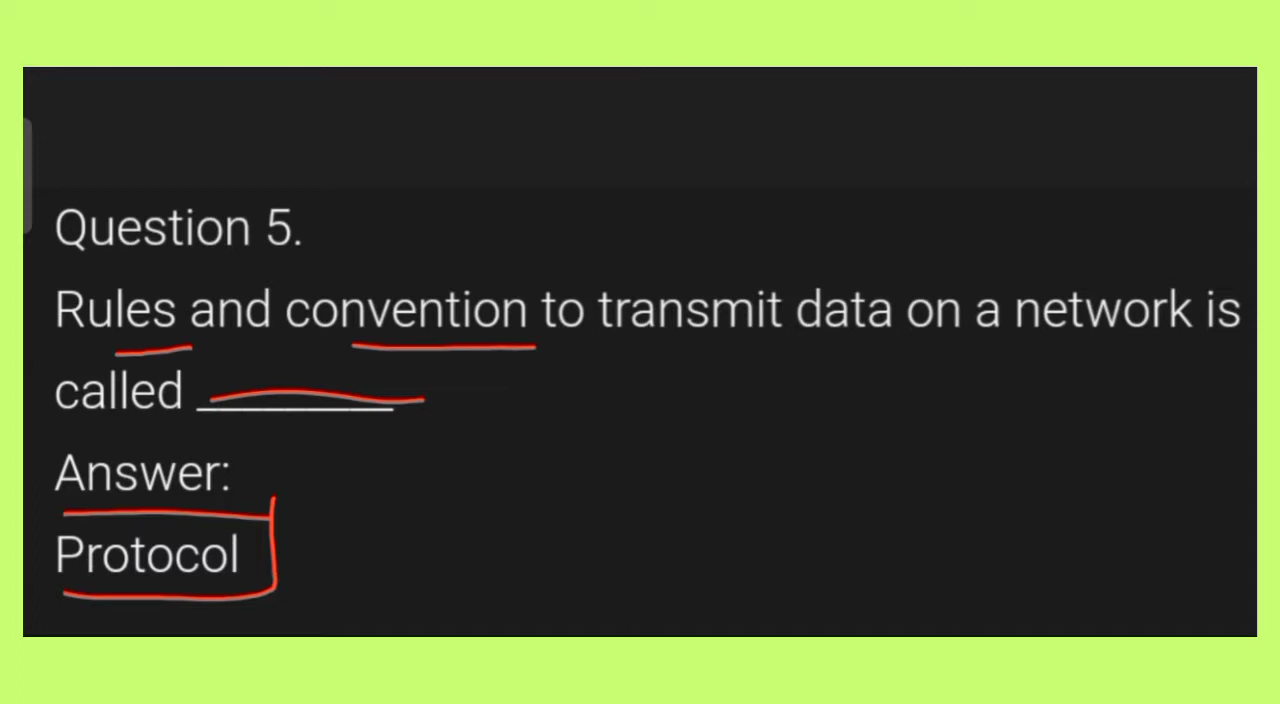 Question 5.
Rules and convention to transmit data on a network is
called ________
Answer:
Protocol